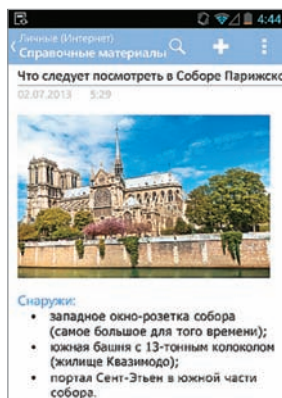 4:44
Личные (Интернет)
Справочные материалы
Что следует посмотреть в Соборе Парижско
02.07.2013 5:29
Снаружи:
• западное окно-розетка собора
(самое большое для того времени);
• южная башня с 13-тонным колоколом
(жилище Квазимодо);
• портал Сент-Этьен в южной части
собора.